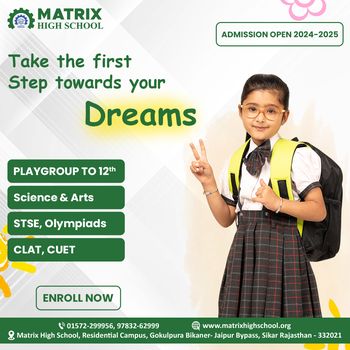 MATRIX
HIGH SCHOOL
ADMISSION OPEN 2024-2025
Take the first
Step towards your
Dreams
PLAYGROUP TO 12th
Science & Arts
STSE, Olympiads
CLAT, CUET
ENROLL NOW
01572-299956, 97832-62999 www.matrixhighschool.org
Matrix High School, Residential Campus, Gokulpura Bikaner- Jaipur Bypass, Sikar Rajasthan - 332021